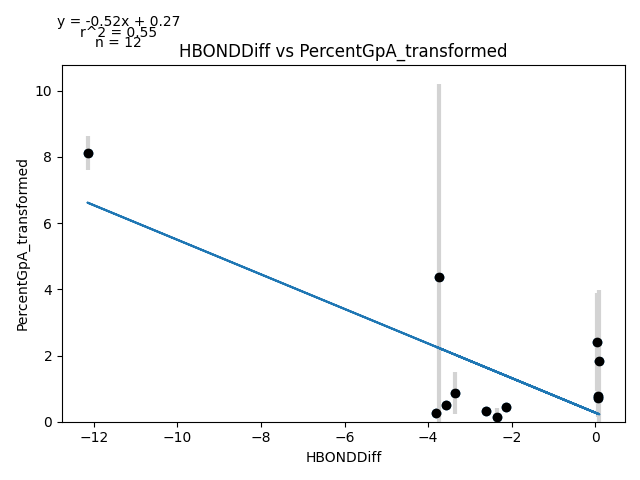 y = -0.52x + 0.27
r^2 = 0.55
n = 12
HBONDDiff vs PercentGpA_transformed
PercentGpA_transformed
10
8
6
4
2
0
−12
−10
−8
−6
−4
−2
0
HBONDDiff